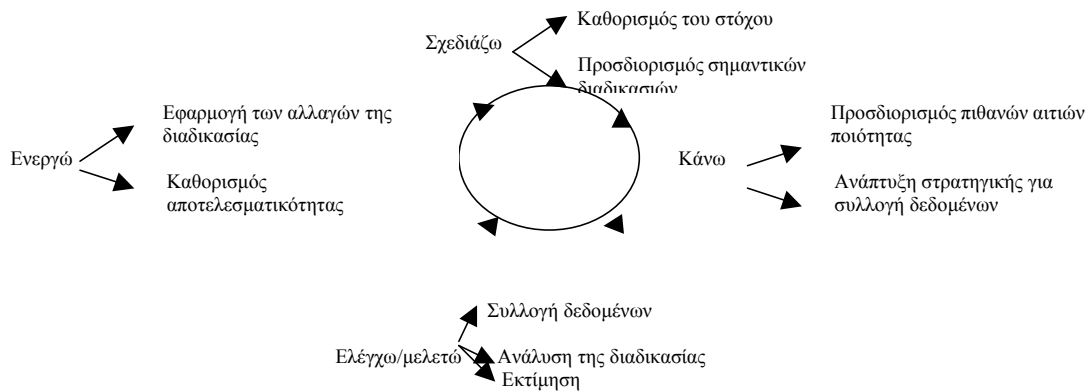 Σχεδιάζω
Καθορισμός του στόχου
Προσδιορισμός σημαντικών
διαδικασιών
Εφαρμογή των αλλαγών της
διαδικασίας
Ενεργώ
Καθορισμός
αποτελεσματικότητας
Κάνω
Προσδιορισμός πιθανών αιτιών
ποιότητας
Ανάπτυξη στρατηγικής για
συλλογή δεδομένων
Συλλογή δεδομένων
Ελέγχω/μελετώ
Ανάλυση της διαδικασίας
Εκτίμηση